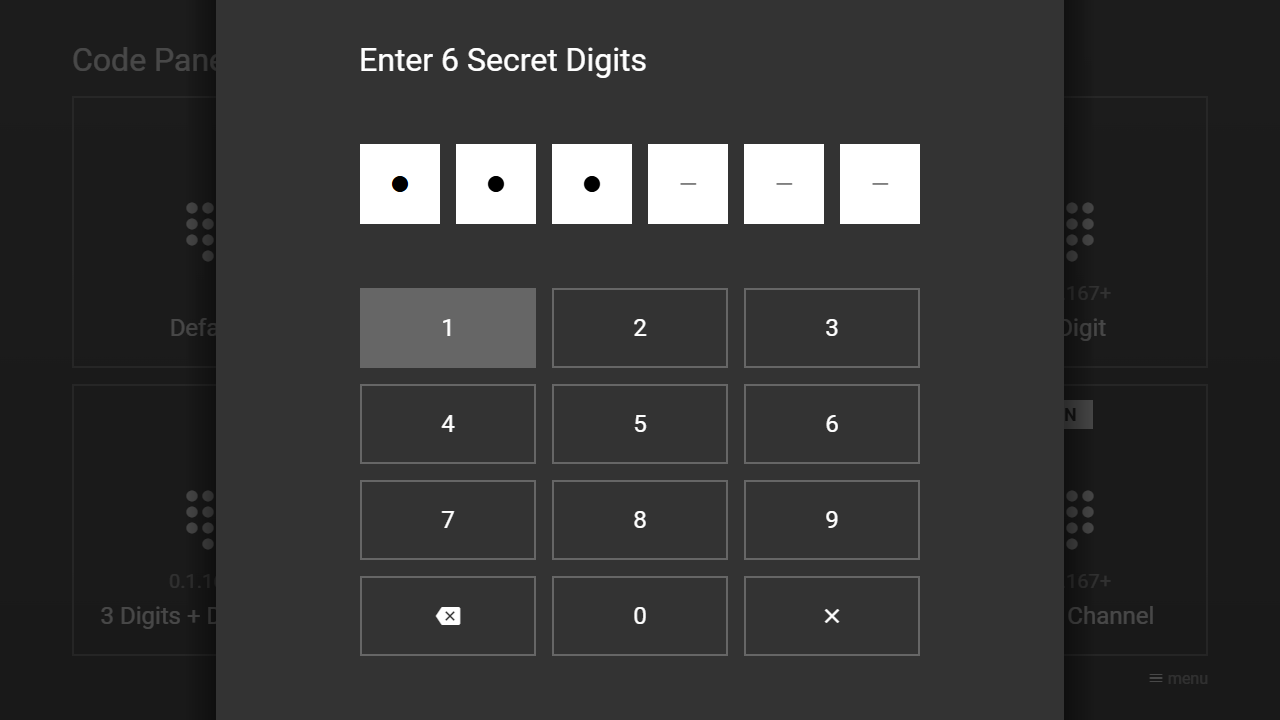 Code Pane
Enter 6 Secret Digits
1
2
3
4
5
6
7
8
9
0
Defa
167+
Digit
N
0.1.1
3 Digits + D
167+
Channel
menu